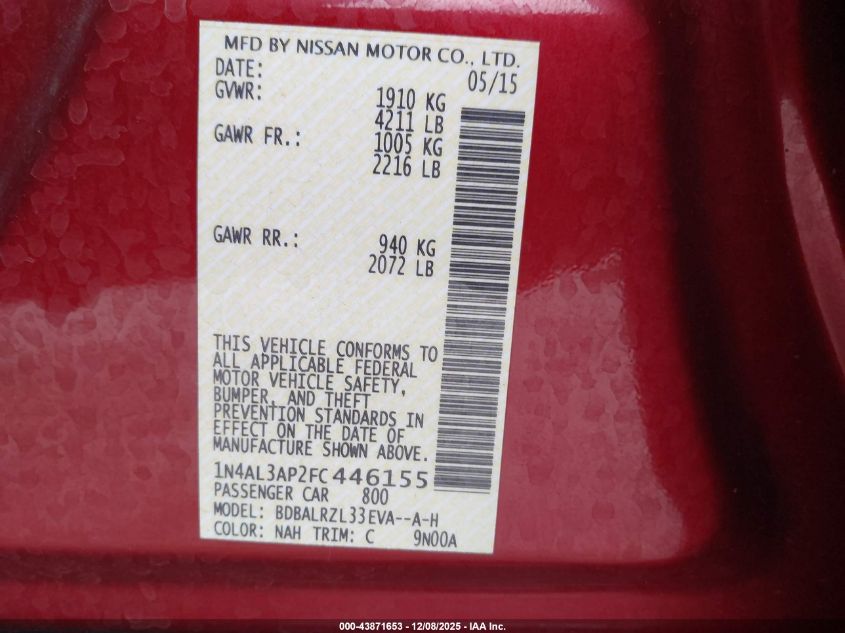 MFD BY NISSAN MOTOR CO., LTD.
DATE: 05/15
GVWR: 1910 KG
4211 LB
GAWR FR.: 1005 KG
2216 LB
GAWR RR.: 940 KG
2072 LB
THIS VEHICLE CONFORMS TO
ALL APPLICABLE FEDERAL
MOTOR VEHICLE SAFETY,
BUMPER, AND THEFT
PREVENTION STANDARDS IN
EFFECT ON THE DATE OF
MANUFACTURE SHOWN ABOVE.
1N4AL3AP2FC446155
PASSENGER CAR 800
MODEL: BDBALRZL33EVA--A-H
COLOR: NAH TRIM: C 9N00A
000-43871653 - 12/08/2025 - IAA Inc.